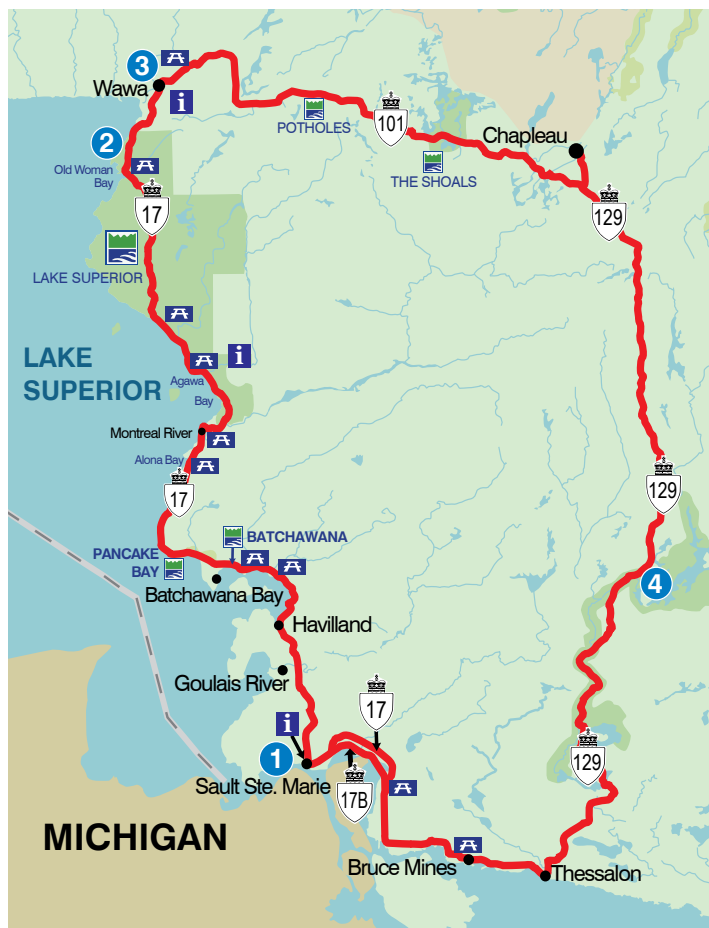 3
Wawa
i
101
POTHOLES
Chapleau
2
Old Woman
Bay
THE SHOALS
17
129
LAKE SUPERIOR
LAKE
SUPERIOR
i
Agawa
Bay
Montreal River
Alona Bay
17
129
BATCHAWANA
PANCAKE
BAY
4
Batchawana Bay
Havilland
Goulais River
17
i
1
129
Sault Ste. Marie
17B
MICHIGAN
Bruce Mines
Thessalon